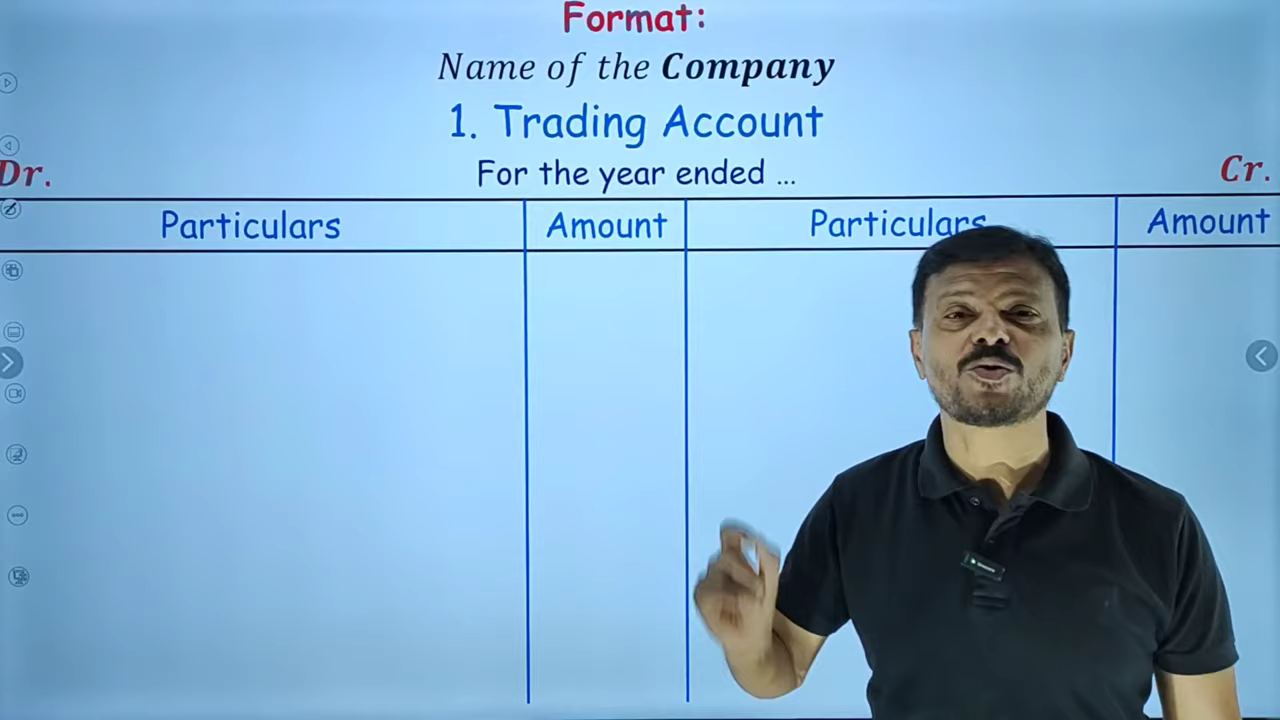 Format:
Name of the Company
1. Trading Account
For the year ended ...
Dr. Cr.
Particulars Amount Particulars Amount